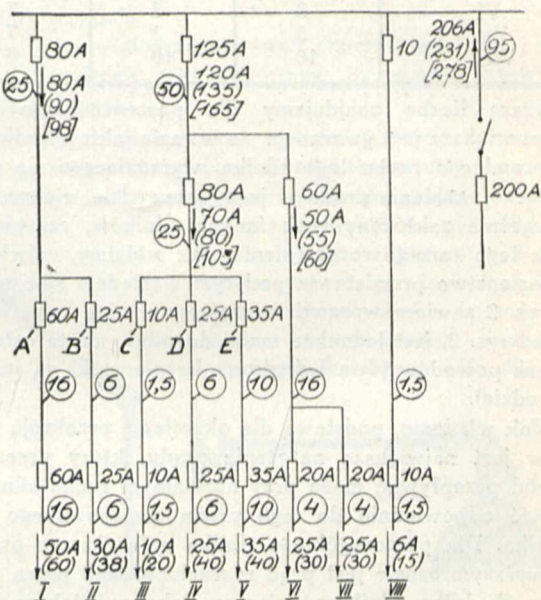 80A 125A 10 206A (231) [278] 95
25 80A (90) [98] 50 120A (135) [165]
80A 60A 200A
25 70A (80) [103] 50A (55) [60]
60A 25A 10A 25A 35A
A' B' C' D' E'
16 6 1,5 6 10 16 1,5
60A 25A 10A 25A 35A 20A 20A 10A
16 6 1,5 6 10 4 4 1,5
50A 30A 10A 25A 35A 25A 25A 6A
(60) (38) (20) (40) (40) (30) (30) (15)
I II III IV V VI VII VIII